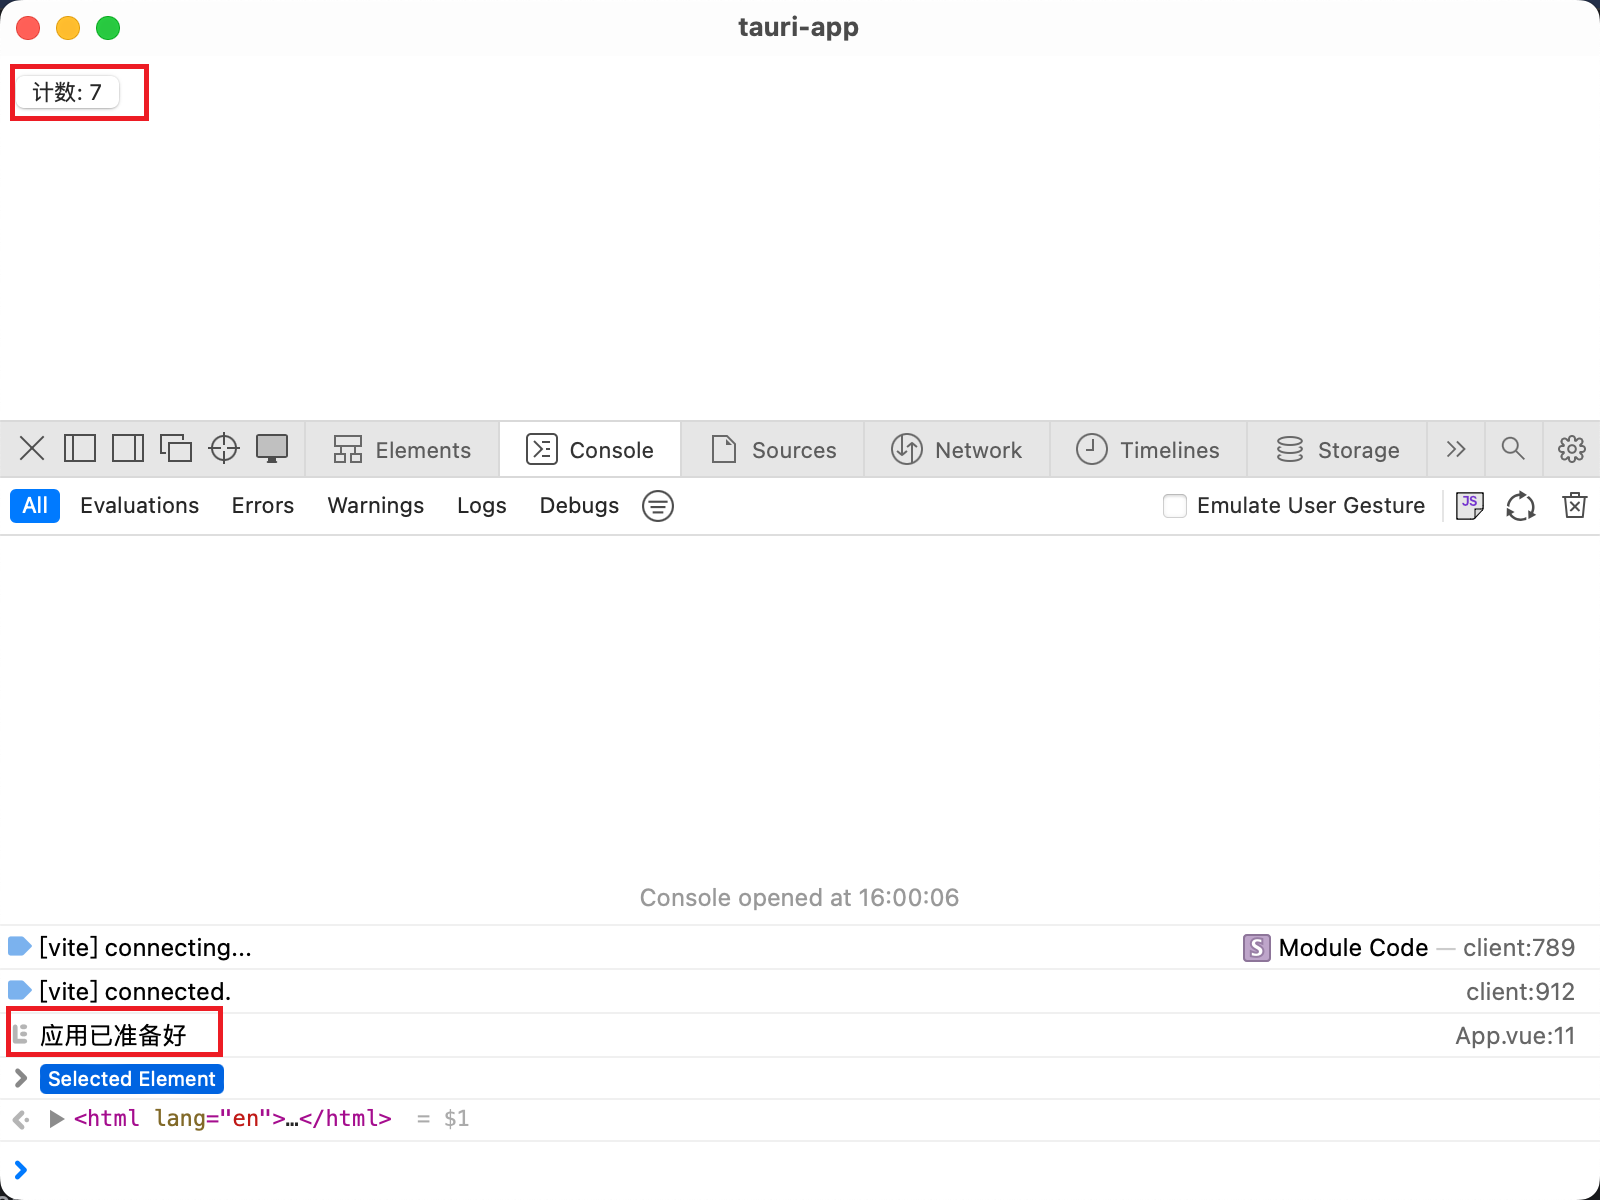 tauri-app
计数: 7
Elements Console Sources Network Timelines Storage
All Evaluations Errors Warnings Logs Debugs Emulate User Gesture JS
Console opened at 16:00:06
[vite] connecting... S Module Code — client:789
[vite] connected. client:912
应用已准备好 App.vue:11
Selected Element
<html lang="en">…</html> = $1